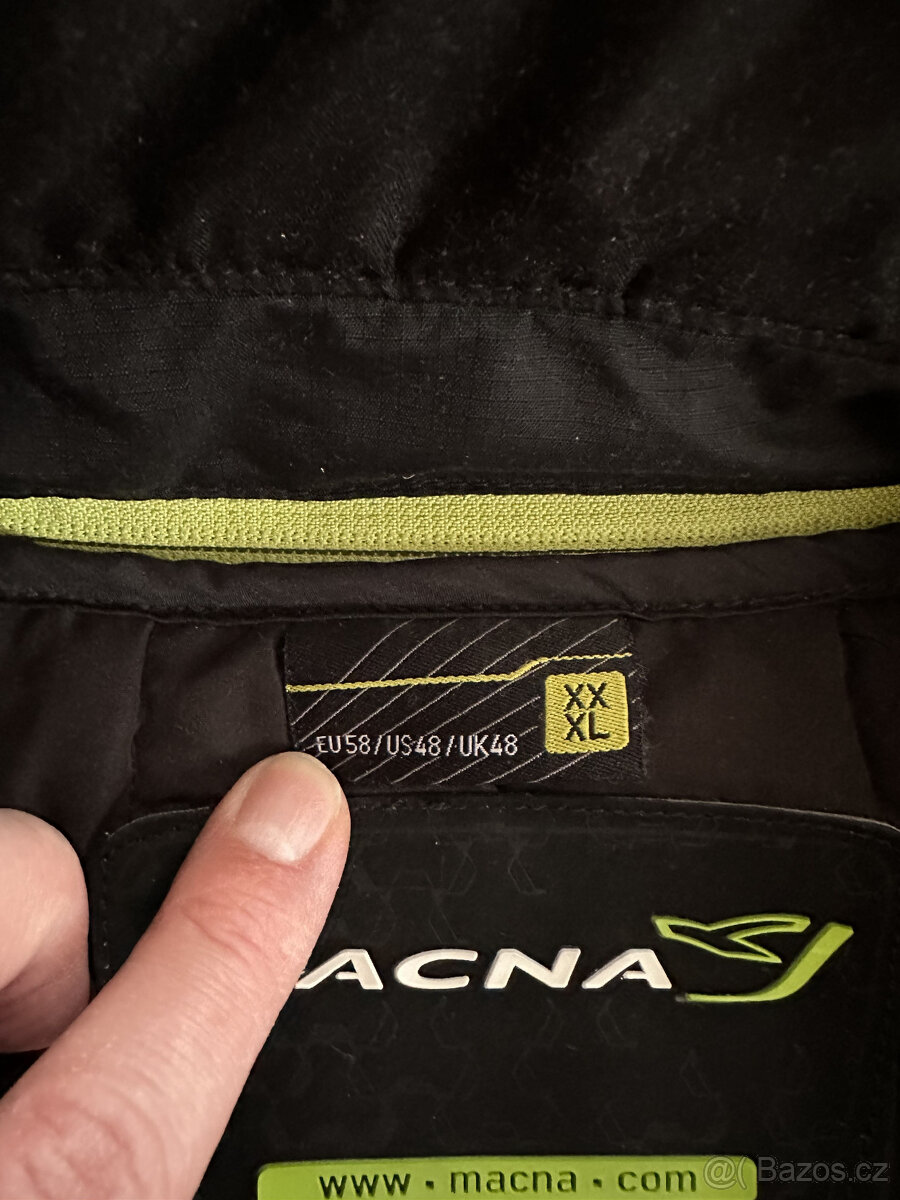 XX
XL
EU58/US48/UK48
ACNA
www.macna.com
@ Bazos.cz